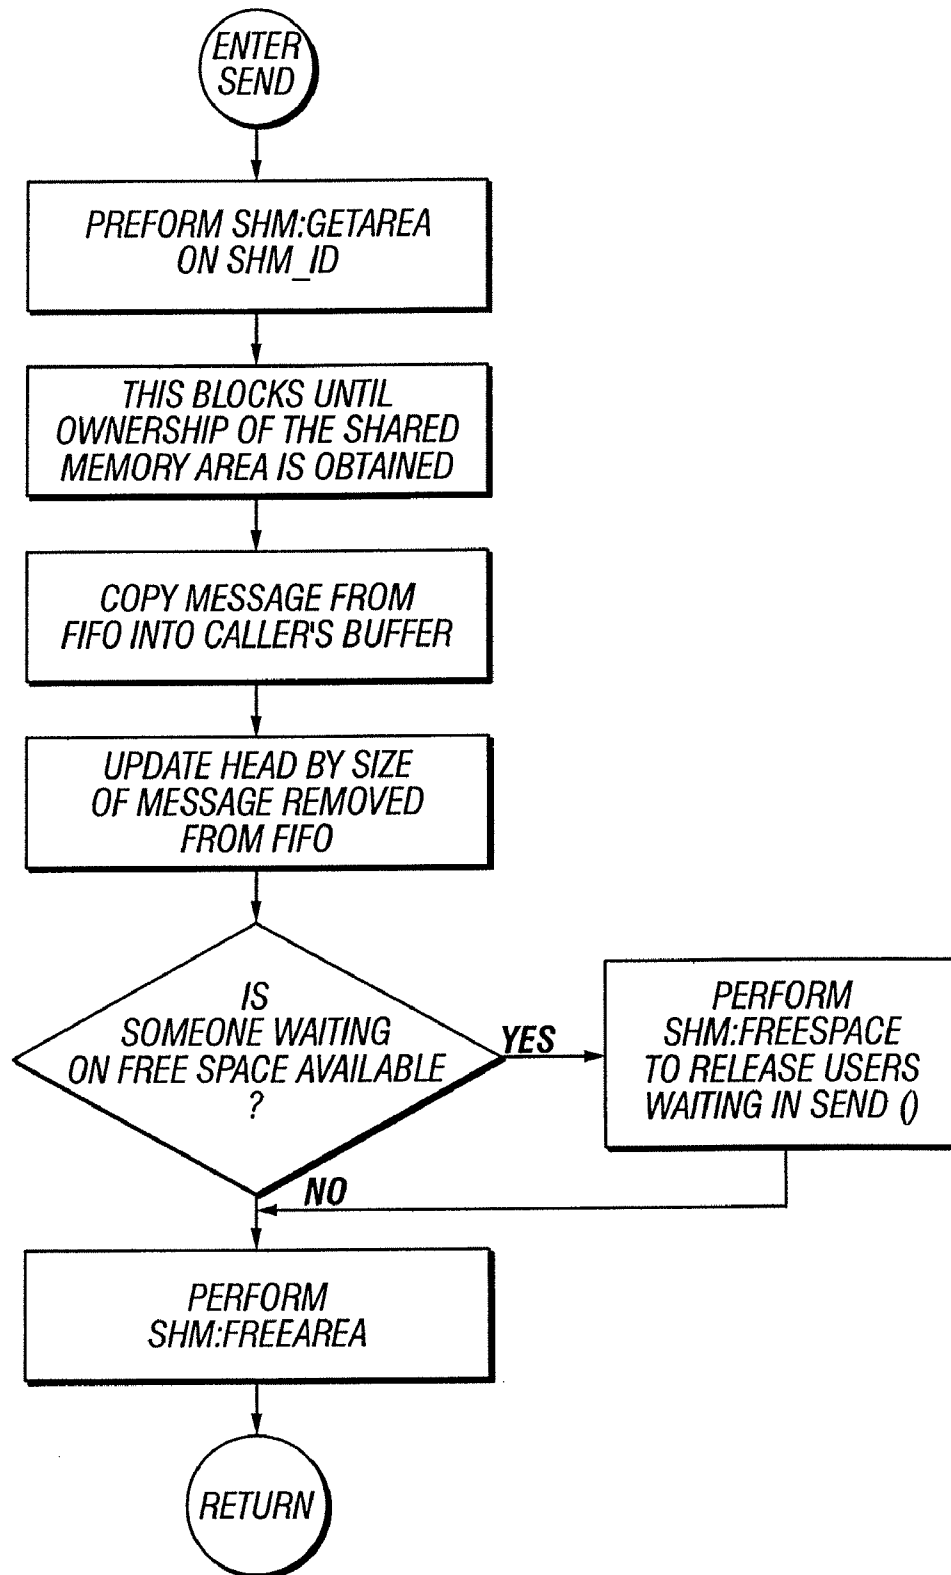 ENTER
SEND
PREFORM SHM:GETAREA
ON SHM_ID
THIS BLOCKS UNTIL
OWNERSHIP OF THE SHARED
MEMORY AREA IS OBTAINED
COPY MESSAGE FROM
FIFO INTO CALLER'S BUFFER
UPDATE HEAD BY SIZE
OF MESSAGE REMOVED
FROM FIFO
IS
SOMEONE WAITING
ON FREE SPACE AVAILABLE
?
YES
PERFORM
SHM:FREESPACE
TO RELEASE USERS
WAITING IN SEND ()
NO
PERFORM
SHM:FREEAREA
RETURN